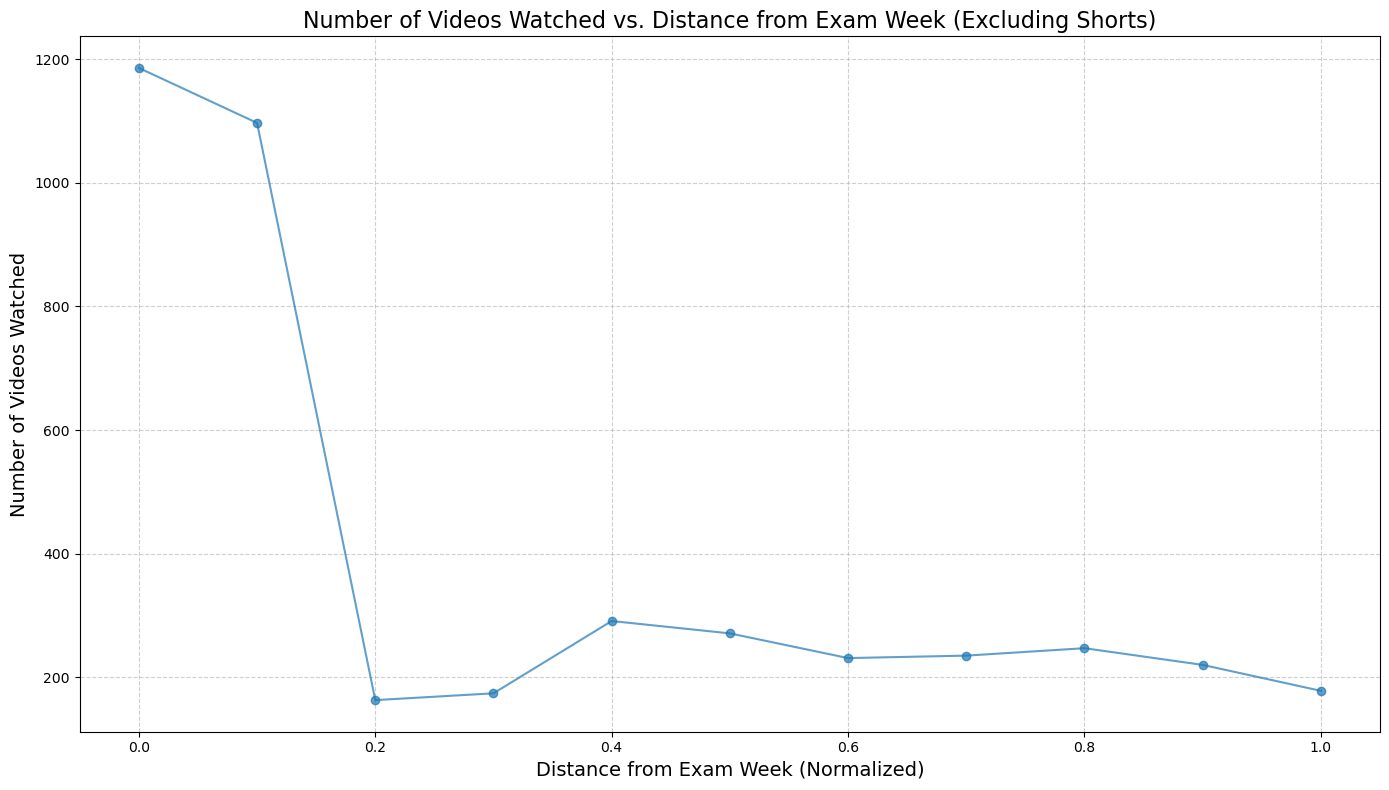 Number of Videos Watched vs. Distance from Exam Week (Excluding Shorts)
Number of Videos Watched
1200
1000
800
600
400
200
0.0 0.2 0.4 0.6 0.8 1.0
Distance from Exam Week (Normalized)